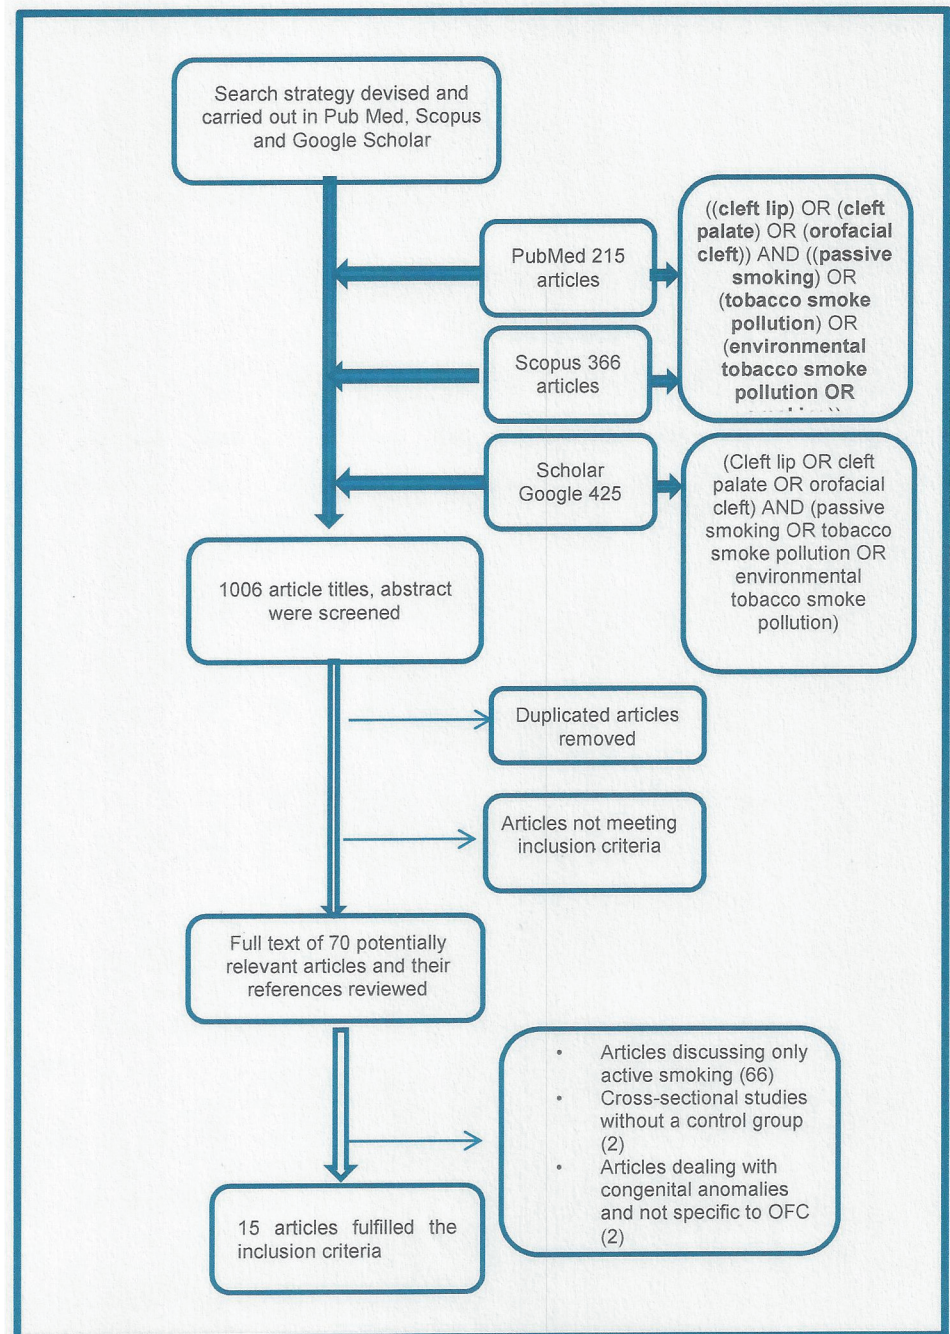 Search strategy devised and
carried out in Pub Med, Scopus
and Google Scholar
PubMed 215
articles
((cleft lip) OR (cleft
palate) OR (orofacial
cleft)) AND ((passive
smoking) OR
(tobacco smoke
pollution) OR
(environmental
tobacco smoke
pollution OR
Scopus 366
articles
Scholar
Google 425
(Cleft lip OR cleft
palate OR orofacial
cleft) AND (passive
smoking OR tobacco
smoke pollution OR
environmental
tobacco smoke
pollution)
1006 article titles, abstract
were screened
Duplicated articles
removed
Articles not meeting
inclusion criteria
Full text of 70 potentially
relevant articles and their
references reviewed
• Articles discussing only
active smoking (66)
• Cross-sectional studies
without a control group
(2)
• Articles dealing with
congenital anomalies
and not specific to OFC
(2)
15 articles fulfilled the
inclusion criteria